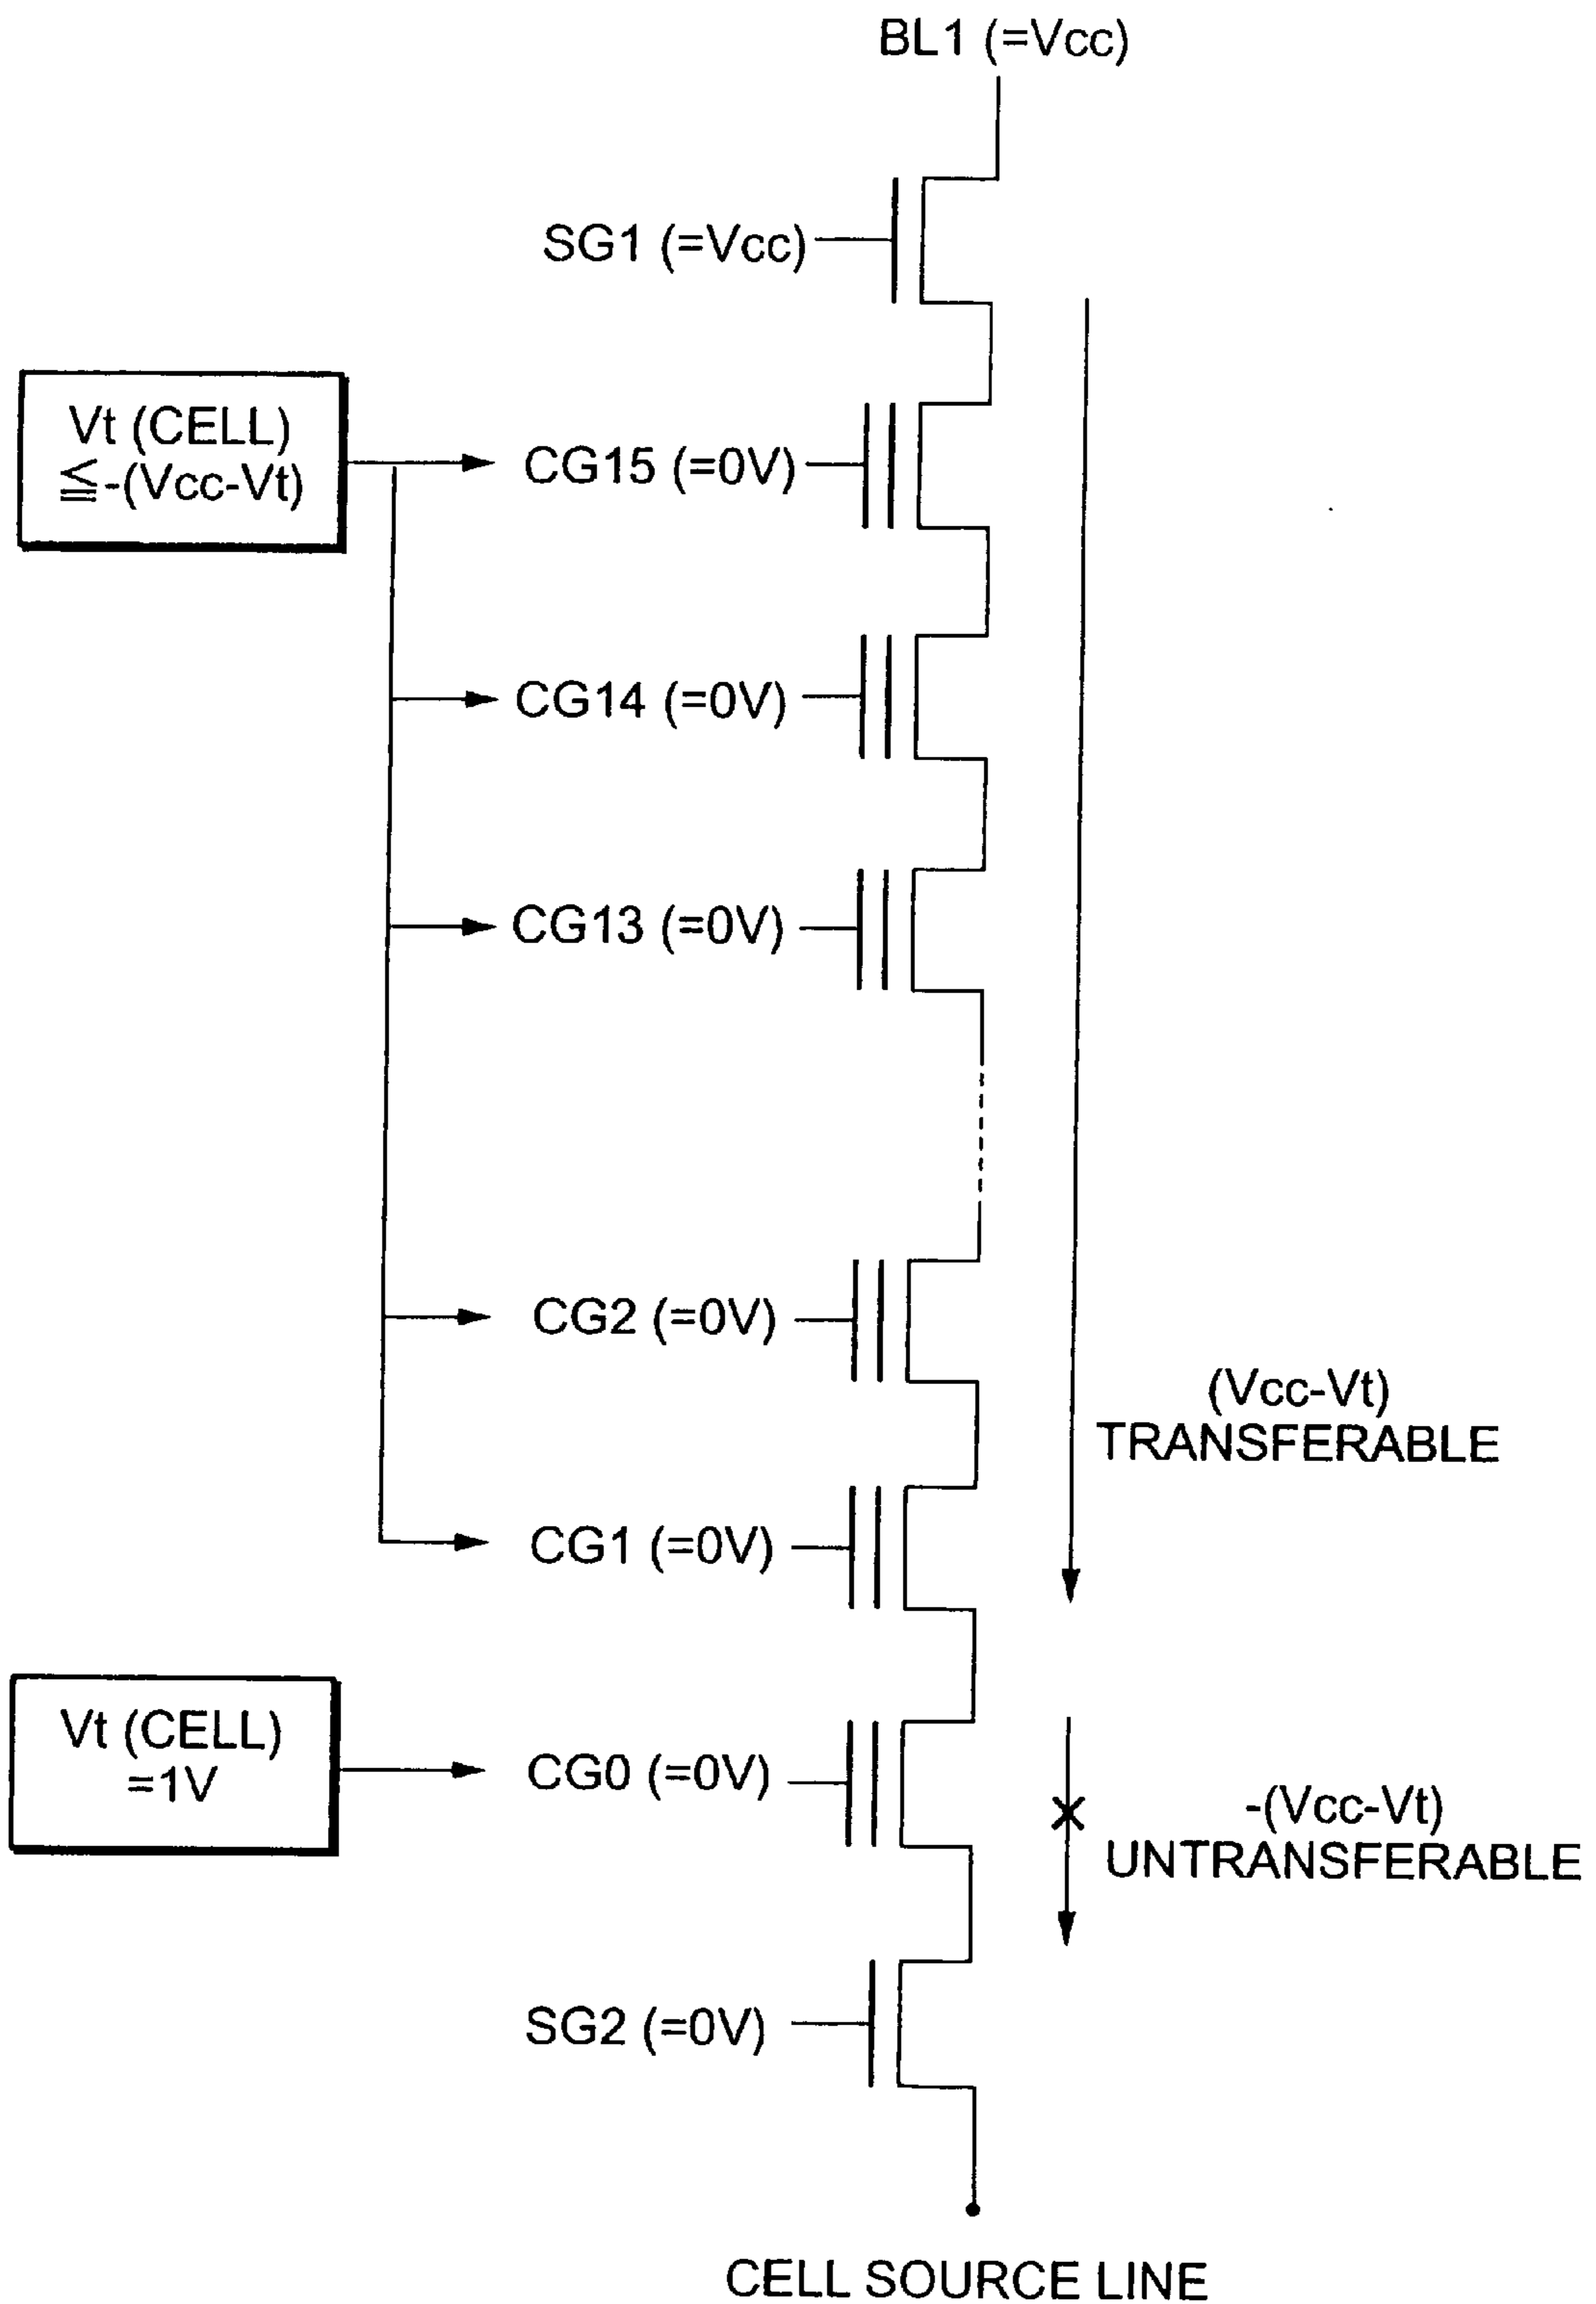 BL1 (=Vcc)
SG1 (=Vcc)
Vt (CELL)
≦-(Vcc-Vt)
CG15 (=0V)
CG14 (=0V)
CG13 (=0V)
CG2 (=0V)
(Vcc-Vt)
TRANSFERABLE
CG1 (=0V)
Vt (CELL)
=1V
CG0 (=0V)
-(Vcc-Vt)
UNTRANSFERABLE
SG2 (=0V)
CELL SOURCE LINE